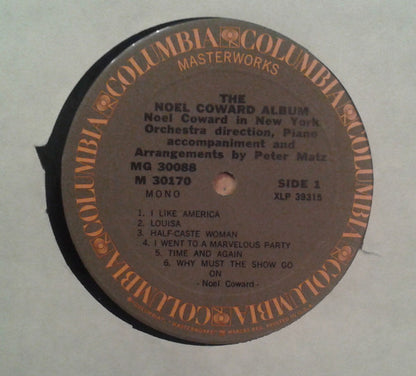 COLUMBIA COLUMBIA COLUMBIA COLUMBIA COLUMBIA COLUMBIA
MASTERWORKS
THE
NOEL COWARD ALBUM
Noel Coward in New York
Orchestra direction, Piano
accompaniment and
Arrangements by Peter Matz
MG 30088
M 30170
SIDE 1
MONO
XLP 39315
1. I LIKE AMERICA
2. LOUISA
3. HALF-CASTE WOMAN
4. I WENT TO A MARVELOUS PARTY
5. TIME AND AGAIN
6. WHY MUST THE SHOW GO
ON
- Noel Coward -